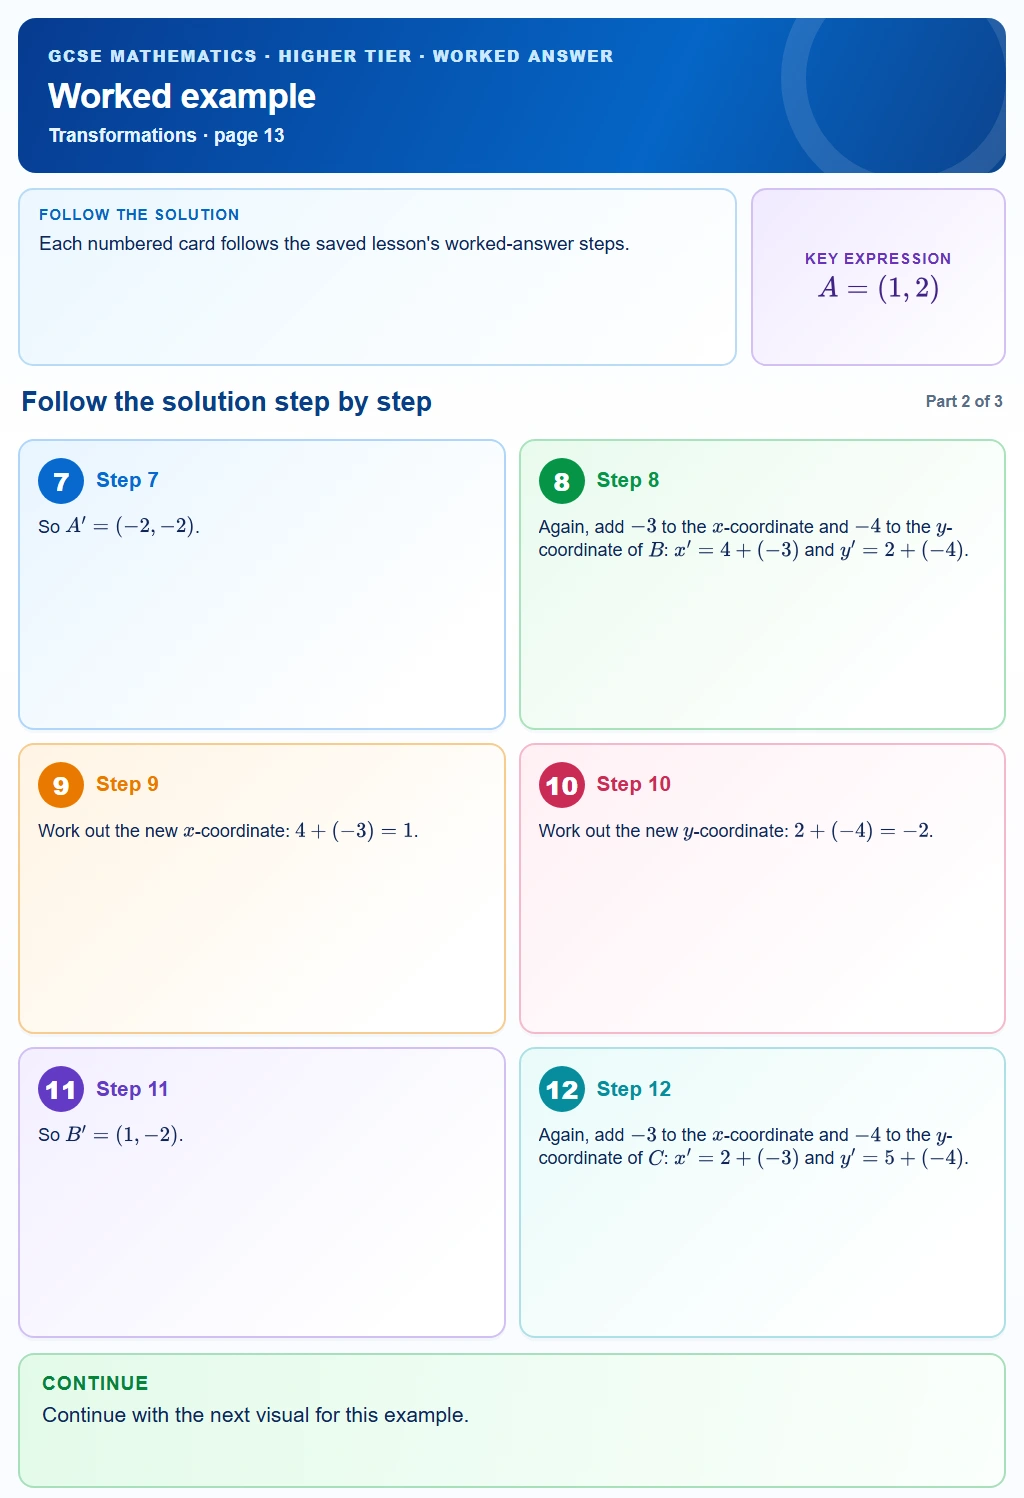 GCSE MATHEMATICS · HIGHER TIER · WORKED ANSWER
Worked example
Transformations · page 13
FOLLOW THE SOLUTION
Each numbered card follows the saved lesson's worked-answer steps.
KEY EXPRESSION
A = (1, 2)
Follow the solution step by step
Part 2 of 3
7 Step 7
So A′ = (−2, −2).
8 Step 8
Again, add −3 to the x-coordinate and −4 to the y-
coordinate of B: x′ = 4 + (−3) and y′ = 2 + (−4).
9 Step 9
Work out the new x-coordinate: 4 + (−3) = 1.
10 Step 10
Work out the new y-coordinate: 2 + (−4) = −2.
11 Step 11
So B′ = (1, −2).
12 Step 12
Again, add −3 to the x-coordinate and −4 to the y-
coordinate of C: x′ = 2 + (−3) and y′ = 5 + (−4).
CONTINUE
Continue with the next visual for this example.